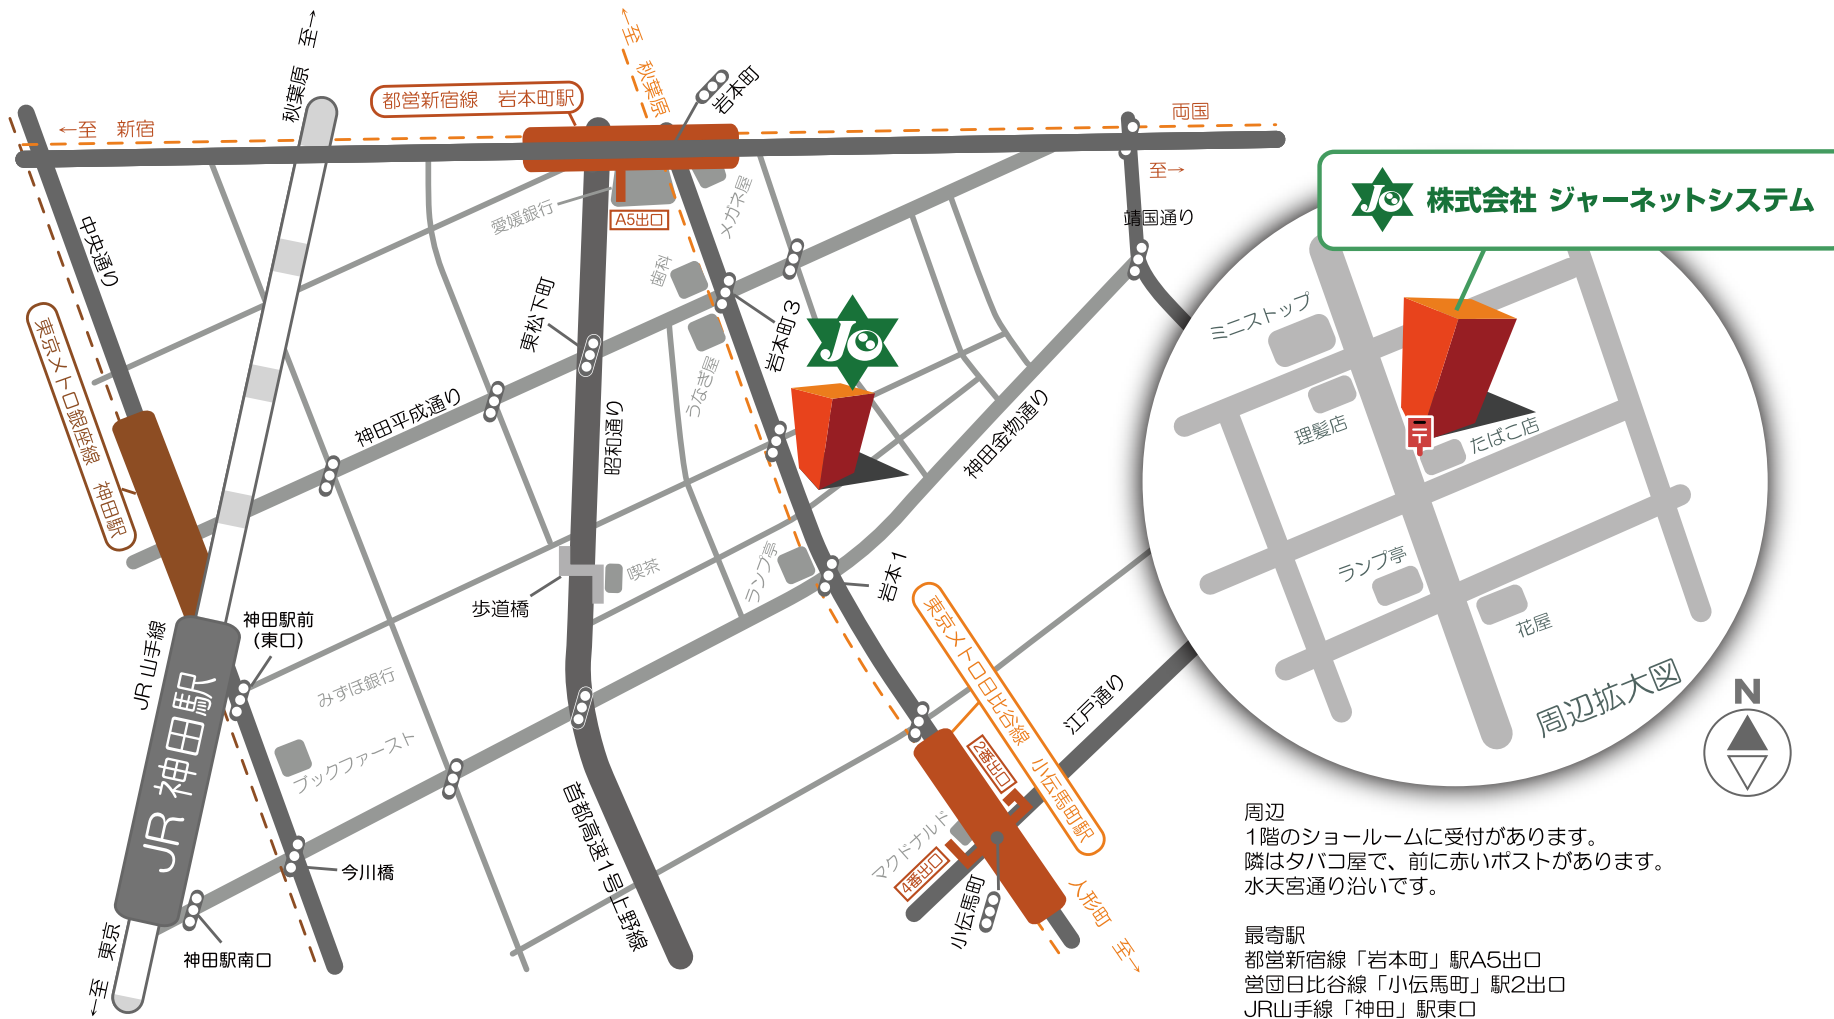 秋葉原 至→
←至 秋葉原
岩本町
都営新宿線 岩本町駅
←至 新宿
両国
至→
中央通り
愛媛銀行
A5出口
メガネ屋
靖国通り
歯科
東松下町
岩本町3
JO
うなぎ屋
東京メトロ銀座線 神田駅
神田平成通り
昭和通り
神田金物通り
喫茶
歩道橋
ランプ亭
岩本1
神田駅前
(東口)
JR 山手線
JR 神田駅
みずほ銀行
ブックファースト
東京メトロ日比谷線 小伝馬町駅
江戸通り
2番出口
マクドナルド
4番出口
小伝馬町
首都高速1号上野線
今川橋
神田駅南口
←至 東京
人形町 至→
JO 株式会社 ジャーネットシステム
ミニストップ
理髪店
〒
たばこ店
ランプ亭
花屋
周辺拡大図
N
周辺
1階のショールームに受付があります。
隣はタバコ屋で、前に赤いポストがあります。
水天宮通り沿いです。
最寄駅
都営新宿線「岩本町」駅A5出口
営団日比谷線「小伝馬町」駅2出口
JR山手線「神田」駅東口